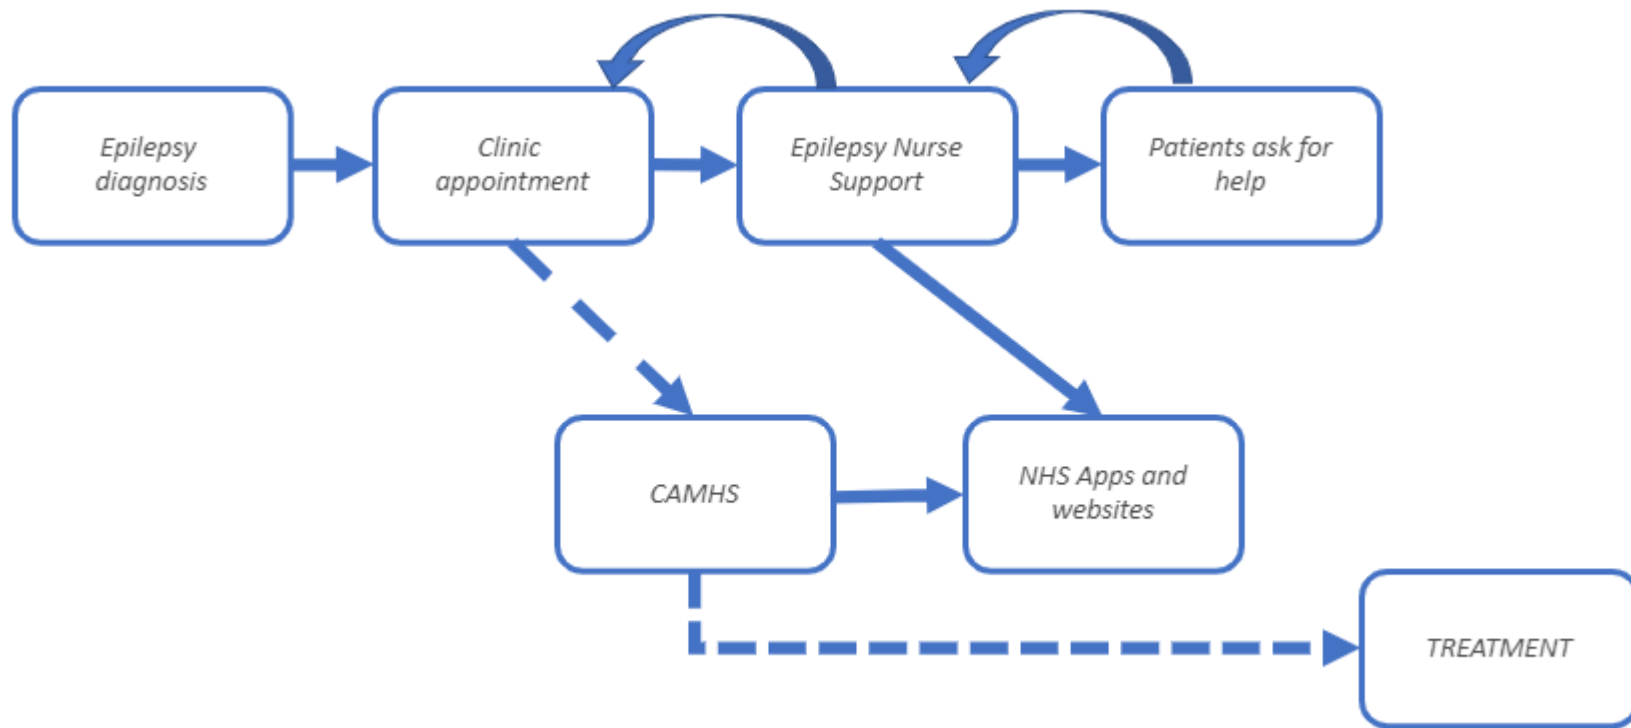 Epilepsy
diagnosis
Clinic
appointment
Epilepsy Nurse
Support
Patients ask for
help
CAMHS
NHS Apps and
websites
TREATMENT